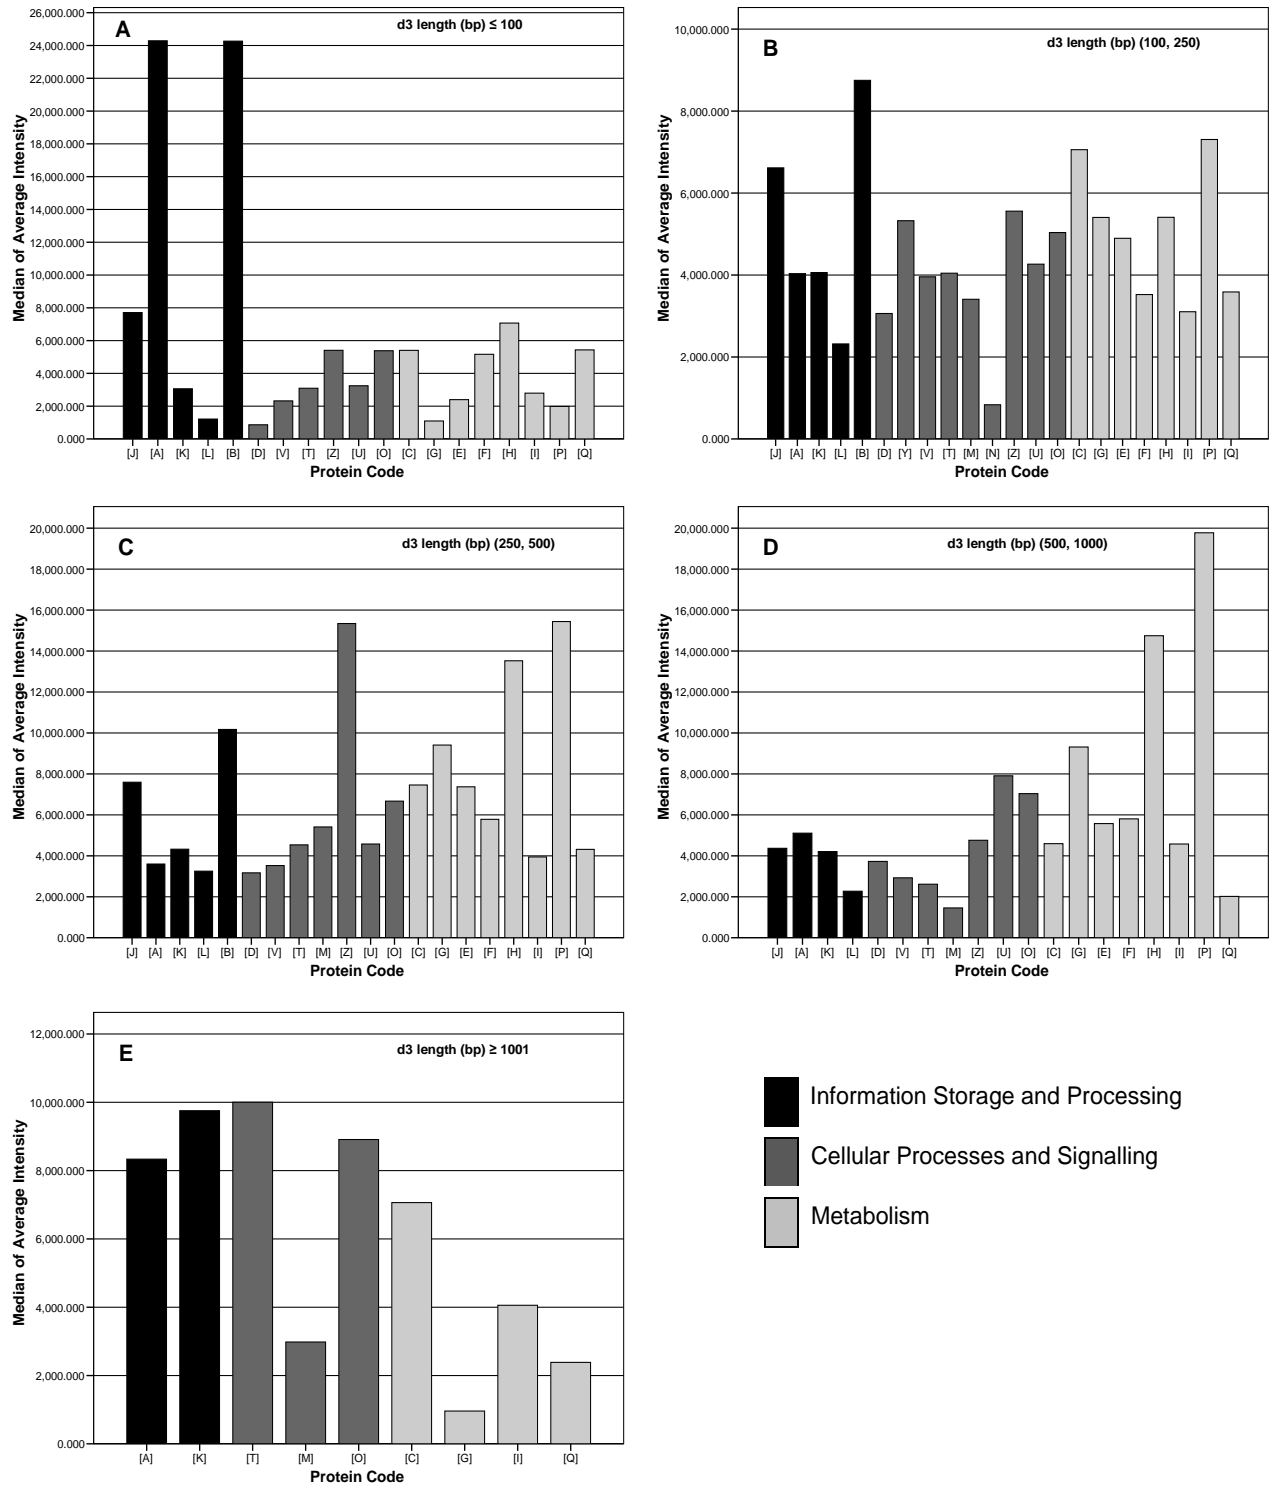 A
d3 length (bp) ≤ 100
Median of Average Intensity
26,000.000
24,000.000
22,000.000
20,000.000
18,000.000
16,000.000
14,000.000
12,000.000
10,000.000
8,000.000
6,000.000
4,000.000
2,000.000
0.000
[J] [A] [K] [L] [B] [D] [V] [T] [Z] [U] [O] [C] [G] [E] [F] [H] [I] [P] [Q]
Protein Code
B
d3 length (bp) (100, 250)
Median of Average Intensity
10,000.000
8,000.000
6,000.000
4,000.000
2,000.000
0.000
[J] [A] [K] [L] [B] [D] [Y] [V] [T] [M] [N] [Z] [U] [O] [C] [G] [E] [F] [H] [I] [P] [Q]
Protein Code
C
d3 length (bp) (250, 500)
Median of Average Intensity
20,000.000
18,000.000
16,000.000
14,000.000
12,000.000
10,000.000
8,000.000
6,000.000
4,000.000
2,000.000
0.000
[J] [A] [K] [L] [B] [D] [V] [T] [M] [Z] [U] [O] [C] [G] [E] [F] [H] [I] [P] [Q]
Protein Code
D
d3 length (bp) (500, 1000)
Median of Average Intensity
20,000.000
18,000.000
16,000.000
14,000.000
12,000.000
10,000.000
8,000.000
6,000.000
4,000.000
2,000.000
0.000
[J] [A] [K] [L] [D] [V] [T] [M] [Z] [U] [O] [C] [G] [E] [F] [H] [I] [P] [Q]
Protein Code
E
d3 length (bp) ≥ 1001
Median of Average Intensity
12,000.000
10,000.000
8,000.000
6,000.000
4,000.000
2,000.000
0.000
[A] [K] [T] [M] [O] [C] [G] [I] [Q]
Protein Code
Information Storage and Processing
Cellular Processes and Signalling
Metabolism